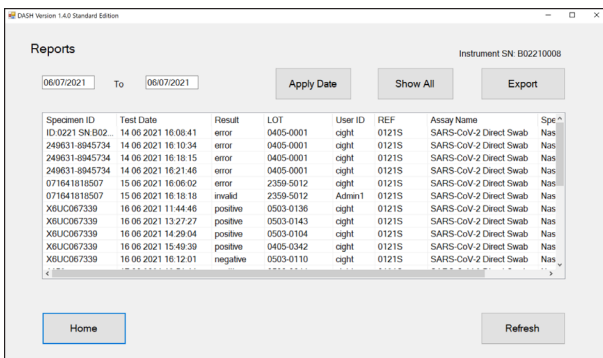 DASH Version 1.4.0 Standard Edition
Reports
Instrument SN: B02210008
06/07/2021 To 06/07/2021 Apply Date Show All Export
Specimen ID Test Date Result LOT User ID REF Assay Name Spe
ID:0221 SN:B02... 14 06 2021 16:08:41 error 0405-0001 cight 0121S SARS-CoV-2 Direct Swab Nas
249631-8945734 14 06 2021 16:10:34 error 0405-0001 cight 0121S SARS-CoV-2 Direct Swab Nas
249631-8945734 14 06 2021 16:18:15 error 0405-0001 cight 0121S SARS-CoV-2 Direct Swab Nas
249631-8945734 14 06 2021 16:21:46 error 0405-0001 cight 0121S SARS-CoV-2 Direct Swab Nas
071641818507 15 06 2021 16:06:02 error 2359-5012 cight 0121S SARS-CoV-2 Direct Swab Nas
071641818507 15 06 2021 16:18:18 invalid 2359-5012 Admin1 0121S SARS-CoV-2 Direct Swab Nas
X6UC067339 16 06 2021 11:44:46 positive 0503-0136 cight 0121S SARS-CoV-2 Direct Swab Nas
X6UC067339 16 06 2021 13:27:27 positive 0503-0143 cight 0121S SARS-CoV-2 Direct Swab Nas
X6UC067339 16 06 2021 14:29:04 positive 0503-0104 cight 0121S SARS-CoV-2 Direct Swab Nas
X6UC067339 16 06 2021 15:49:39 positive 0405-0342 cight 0121S SARS-CoV-2 Direct Swab Nas
X6UC067339 16 06 2021 16:12:01 negative 0503-0110 cight 0121S SARS-CoV-2 Direct Swab Nas
Home Refresh